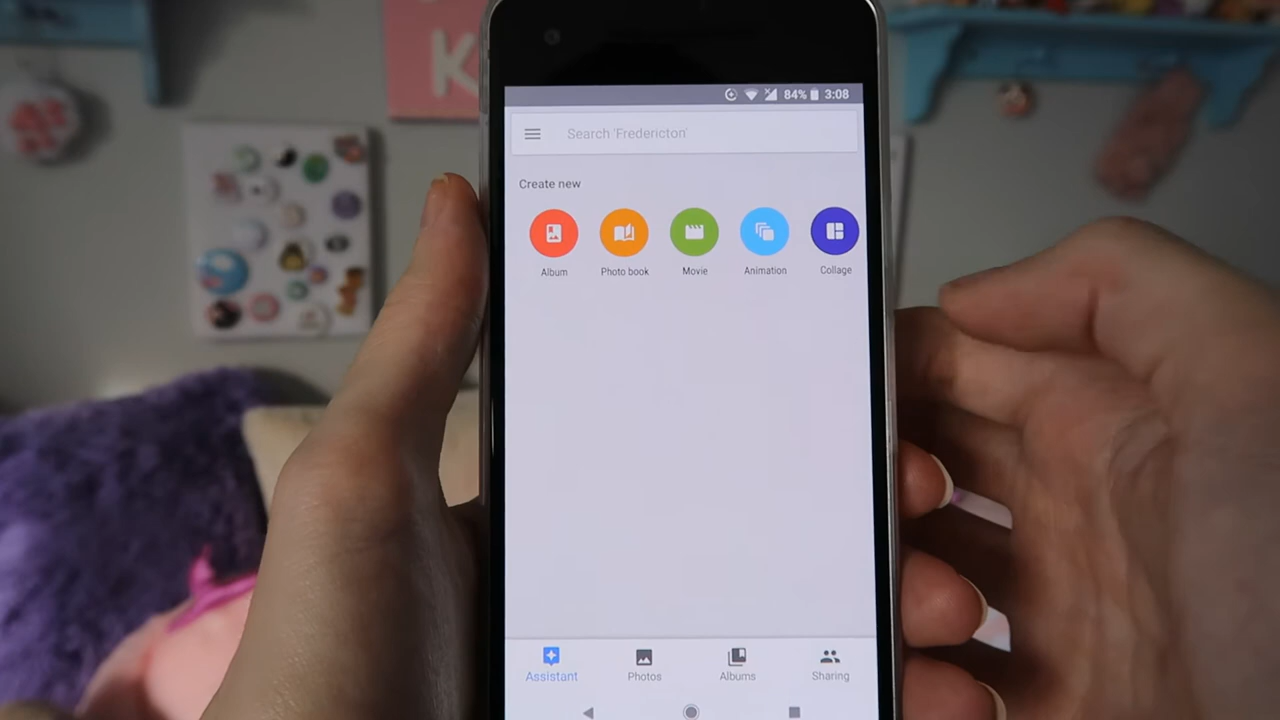 K
84% 3:08
Search 'Fredericton'
Create new
Album Photo book Movie Animation Collage
Assistant Photos Albums Sharing